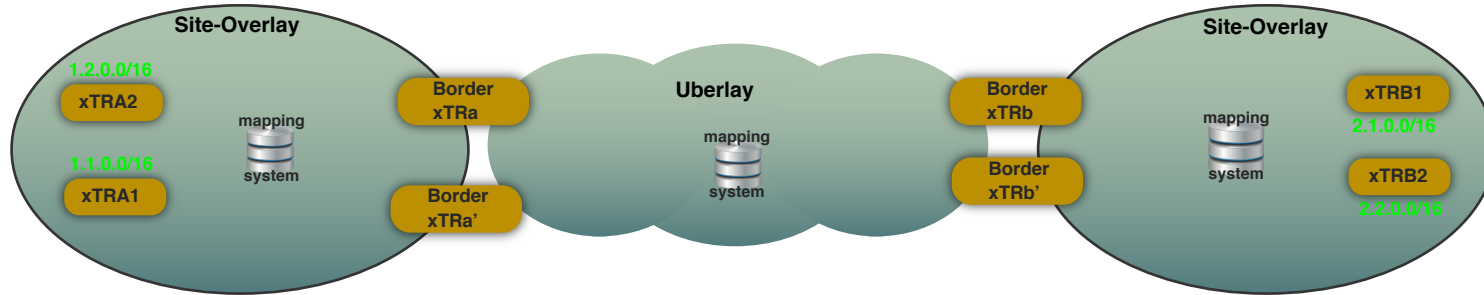 Site-Overlay
1.2.0.0/16
xTRA2
mapping
system
1.1.0.0/16
xTRA1
Border
xTRa
Border
xTRa'
Uberlay
mapping
system
Border
xTRb
Border
xTRb'
Site-Overlay
mapping
system
xTRB1
2.1.0.0/16
xTRB2
2.2.0.0/16